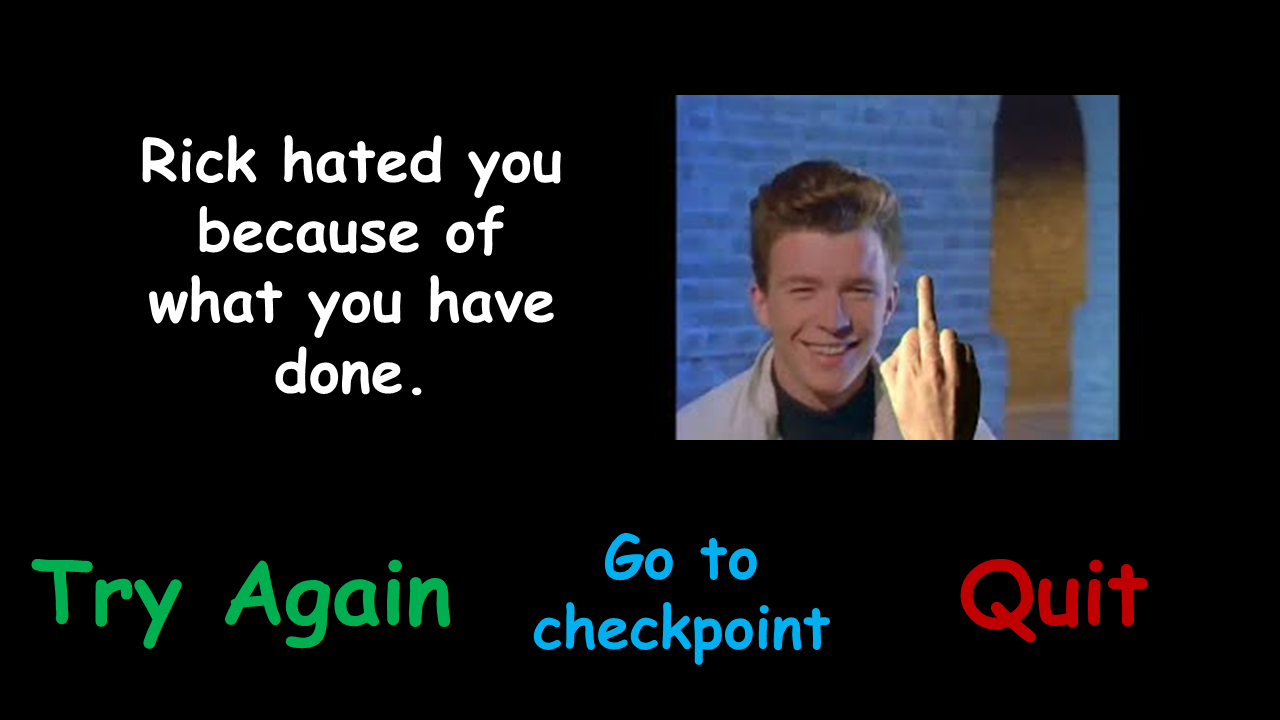 Rick hated you
because of
what you have
done.
Try Again
Go to
checkpoint
Quit